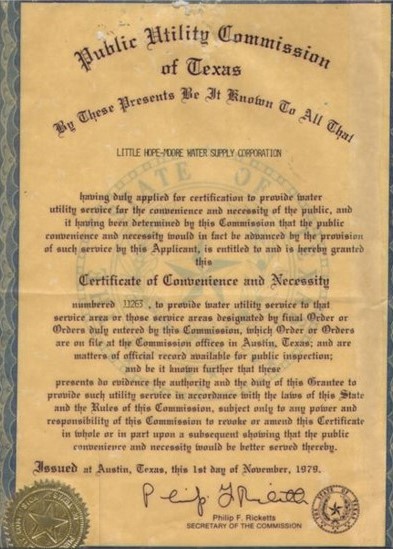 Public Utility Commission
of Texas
By These Presents Be It Known To All That
LITTLE HOPE-MOORE WATER SUPPLY CORPORATION
having duly applied for certification to provide water
utility service for the convenience and necessity of the public, and
it having been determined by this Commission that the public
convenience and necessity would in fact be advanced by the provision
of such service by this Applicant, is entitled to and is hereby granted
this
Certificate of Convenience and Necessity
numbered 11263 , to provide water utility service to that
service area or those service areas designated by final Order or
Orders duly entered by this Commission, which Order or Orders
are on file at the Commission offices in Austin, Texas; and are
matters of official record available for public inspection;
and be it known further that these
presents do evidence the authority and the duty of this Grantee to
provide such utility service in accordance with the laws of this State
and the Rules of this Commission, subject only to any power and
responsibility of this Commission to revoke or amend this Certificate
in whole or in part upon a subsequent showing that the public
convenience and necessity would be better served thereby.
Issued at Austin, Texas, this 1st day of November, 1979.
Philip F. Ricketts
SECRETARY OF THE COMMISSION